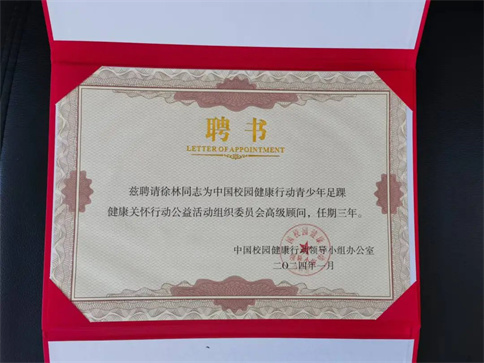 聘书
LETTER OF APPOINTMENT
兹聘请徐林同志为中国校园健康行动青少年足踝
健康关怀行动公益活动组织委员会高级顾问，任期三年。
中国校园健康行动领导小组办公室
二〇二四年一月